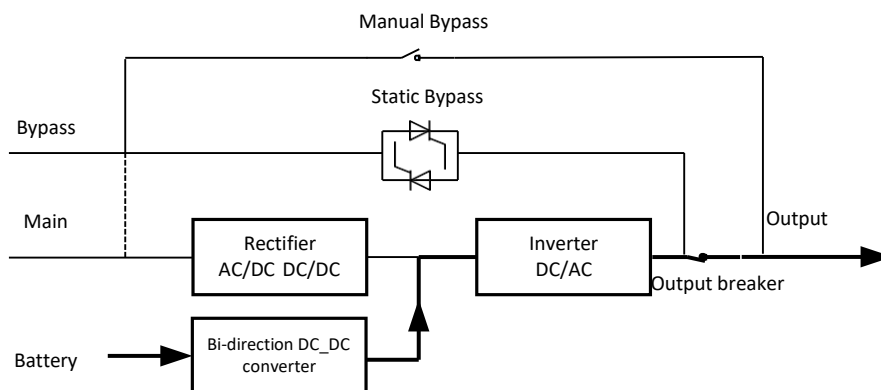 Manual Bypass
Static Bypass
Bypass
Main
Rectifier
AC/DC DC/DC
Inverter
DC/AC
Output
Output breaker
Battery
Bi-direction DC_DC
converter